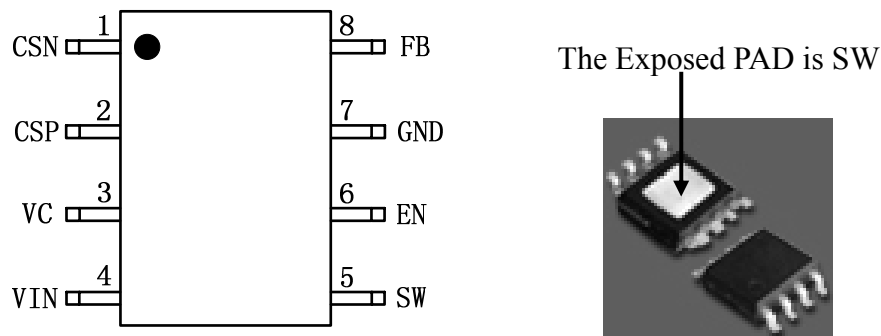 CSN 1 8 FB
CSP 2 7 GND
VC 3 6 EN
VIN 4 5 SW
The Exposed PAD is SW